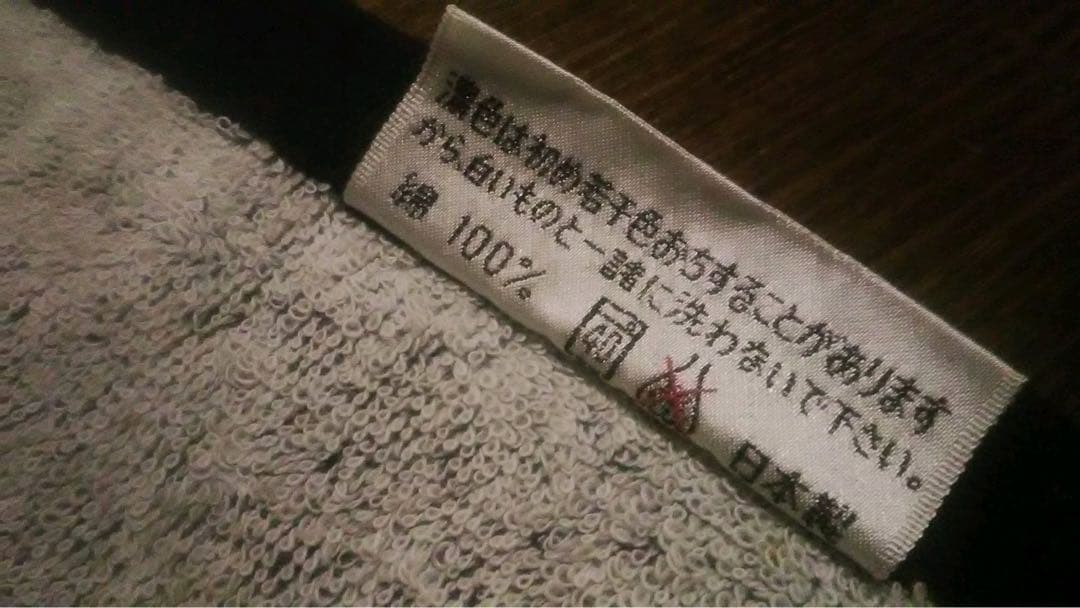 濃色は初め若干色おちすることがあります
から、白いものと一諸に洗わないで下さい。
綿 100%
40
日本製